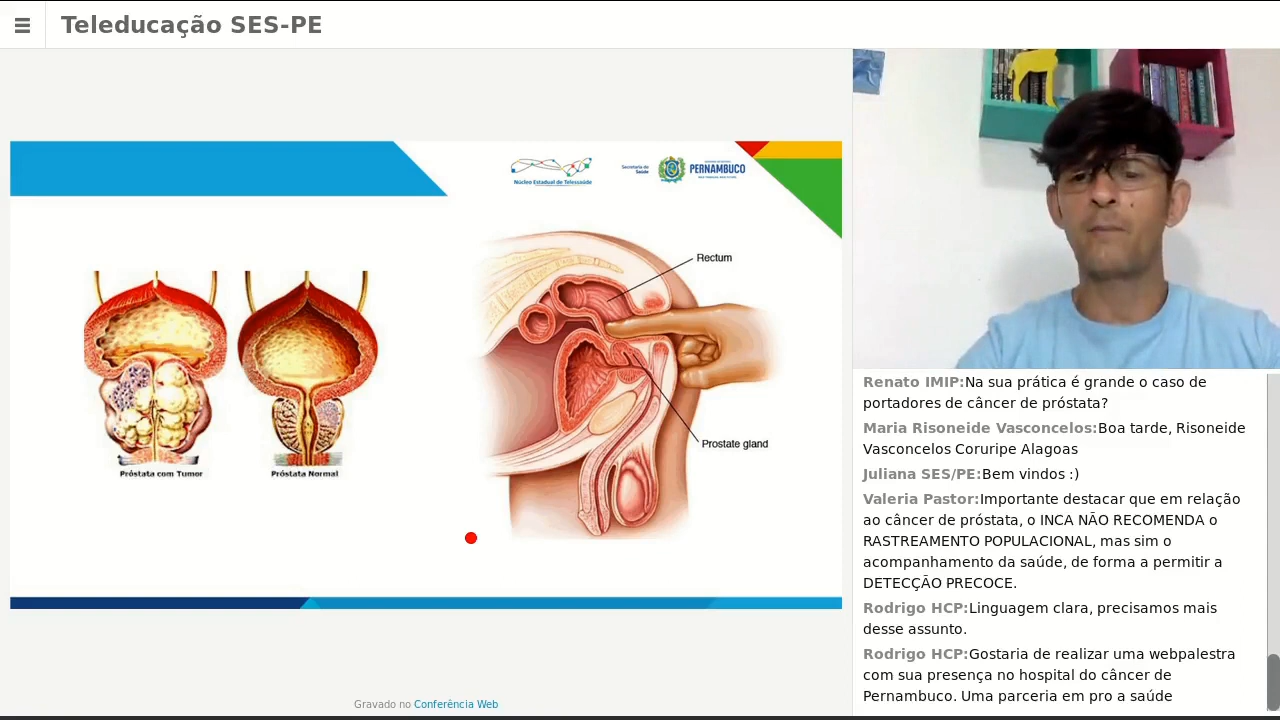 Teleducação SES-PE
Núcleo Estadual de Telessaúde
Secretaria de
Saúde
PERNAMBUCO
Rectum
Prostate gland
Próstata com Tumor
Próstata Normal
Gravado no Conferência Web
Renato IMIP:Na sua prática é grande o caso de
portadores de câncer de próstata?
Maria Risoneide Vasconcelos:Boa tarde, Risoneide
Vasconcelos Coruripe Alagoas
Juliana SES/PE:Bem vindos :)
Valeria Pastor:Importante destacar que em relação
ao câncer de próstata, o INCA NÃO RECOMENDA o
RASTREAMENTO POPULACIONAL, mas sim o
acompanhamento da saúde, de forma a permitir a
DETECÇÃO PRECOCE.
Rodrigo HCP:Linguagem clara, precisamos mais
desse assunto.
Rodrigo HCP:Gostaria de realizar uma webpalestra
com sua presença no hospital do câncer de
Pernambuco. Uma parceria em pro a saúde